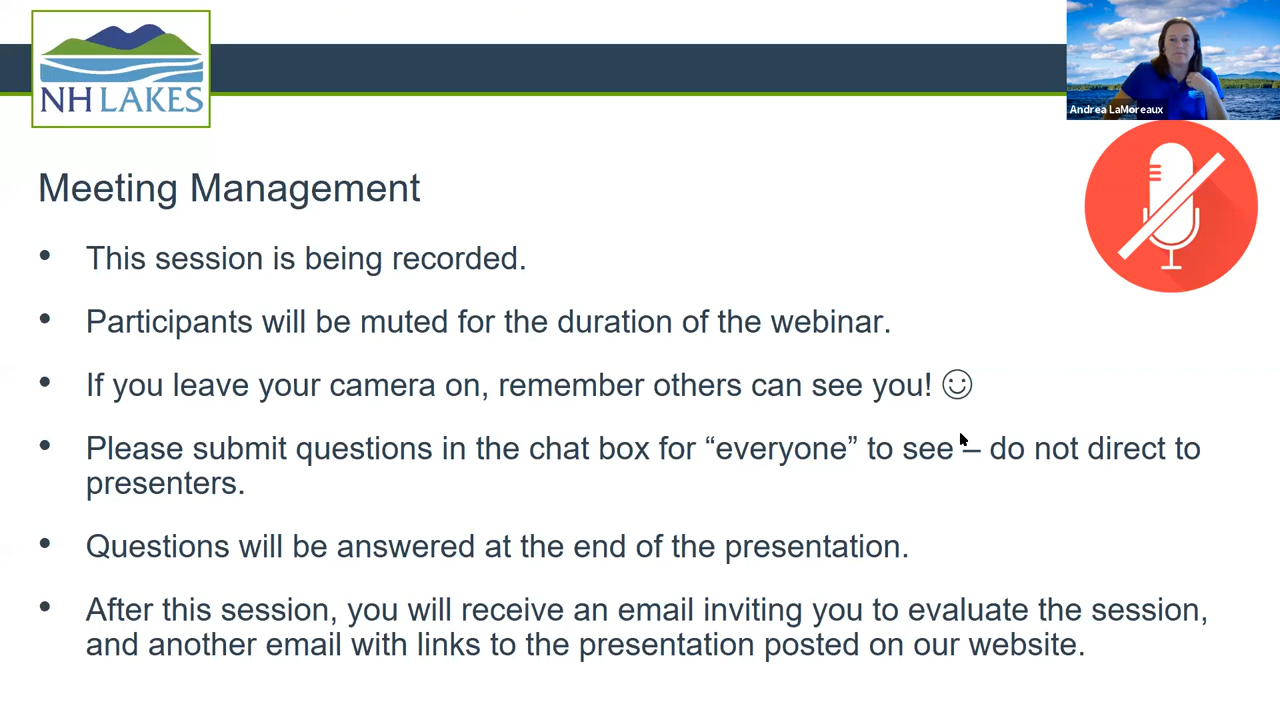 NH LAKES
Andrea LaMoreaux
Meeting Management
• This session is being recorded.
• Participants will be muted for the duration of the webinar.
• If you leave your camera on, remember others can see you! ☺
• Please submit questions in the chat box for “everyone” to see – do not direct to
presenters.
• Questions will be answered at the end of the presentation.
• After this session, you will receive an email inviting you to evaluate the session,
and another email with links to the presentation posted on our website.